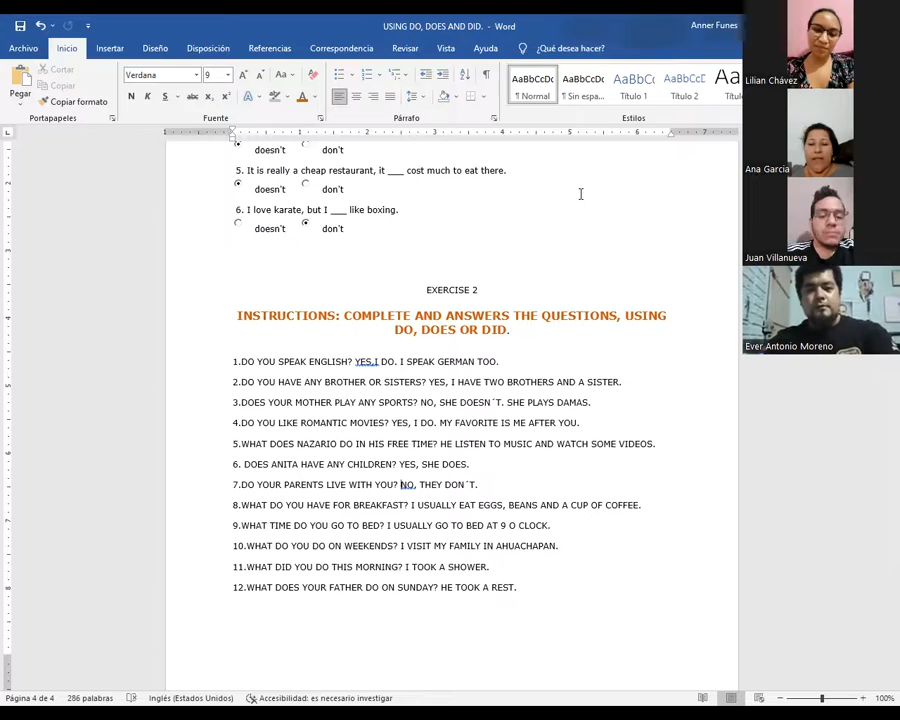 USING DO, DOES AND DID. - Word
Anner Funes
Archivo Inicio Insertar Diseño Disposición Referencias Correspondencia Revisar Vista Ayuda ¿Qué desea hacer?
Pegar
Cortar
Copiar
Copiar formato
Verdana 9
N K S abc x₂ x² A
AaBbCcDc AaBbCcDc AaBbCc AaBbCcD AaB
¶ Normal ¶ Sin espa... Título 1 Título 2
Portapapeles Fuente Párrafo Estilos
Lilian Chávez
Ana Garcia
Juan Villanueva
Ever Antonio Moreno
doesn't don't
5. It is really a cheap restaurant, it ___ cost much to eat there.
doesn't don't
6. I love karate, but I ___ like boxing.
doesn't don't
EXERCISE 2
INSTRUCTIONS: COMPLETE AND ANSWERS THE QUESTIONS, USING
DO, DOES OR DID.
1.DO YOU SPEAK ENGLISH? YES,I DO. I SPEAK GERMAN TOO.
2.DO YOU HAVE ANY BROTHER OR SISTERS? YES, I HAVE TWO BROTHERS AND A SISTER.
3.DOES YOUR MOTHER PLAY ANY SPORTS? NO, SHE DOESN´T. SHE PLAYS DAMAS.
4.DO YOU LIKE ROMANTIC MOVIES? YES, I DO. MY FAVORITE IS ME AFTER YOU.
5.WHAT DOES NAZARIO DO IN HIS FREE TIME? HE LISTEN TO MUSIC AND WATCH SOME VIDEOS.
6. DOES ANITA HAVE ANY CHILDREN? YES, SHE DOES.
7.DO YOUR PARENTS LIVE WITH YOU? NO, THEY DON´T.
8.WHAT DO YOU HAVE FOR BREAKFAST? I USUALLY EAT EGGS, BEANS AND A CUP OF COFFEE.
9.WHAT TIME DO YOU GO TO BED? I USUALLY GO TO BED AT 9 O CLOCK.
10.WHAT DO YOU DO ON WEEKENDS? I VISIT MY FAMILY IN AHUACHAPAN.
11.WHAT DID YOU DO THIS MORNING? I TOOK A SHOWER.
12.WHAT DOES YOUR FATHER DO ON SUNDAY? HE TOOK A REST.
Página 4 de 4 286 palabras Inglés (Estados Unidos) Accesibilidad: es necesario investigar 100%